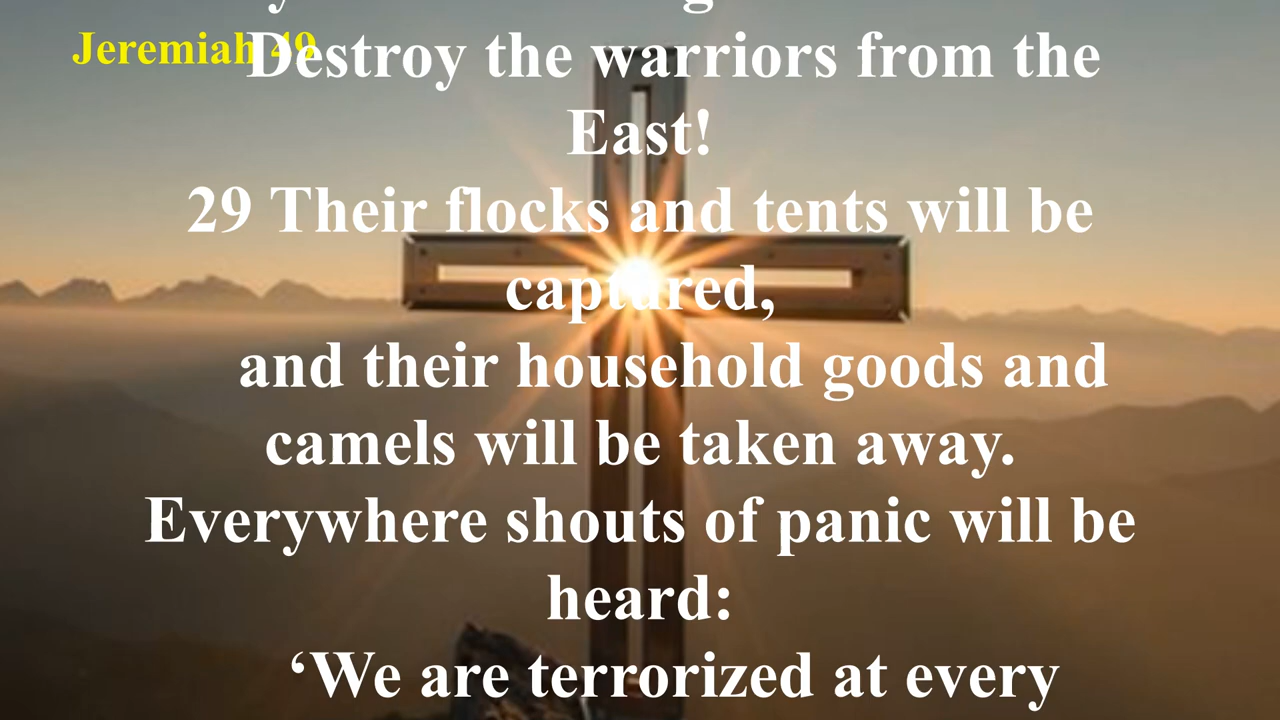 Jeremiah 49
Destroy the warriors from the
East!
29 Their flocks and tents will be
captured,
and their household goods and
camels will be taken away.
Everywhere shouts of panic will be
heard:
‘We are terrorized at every